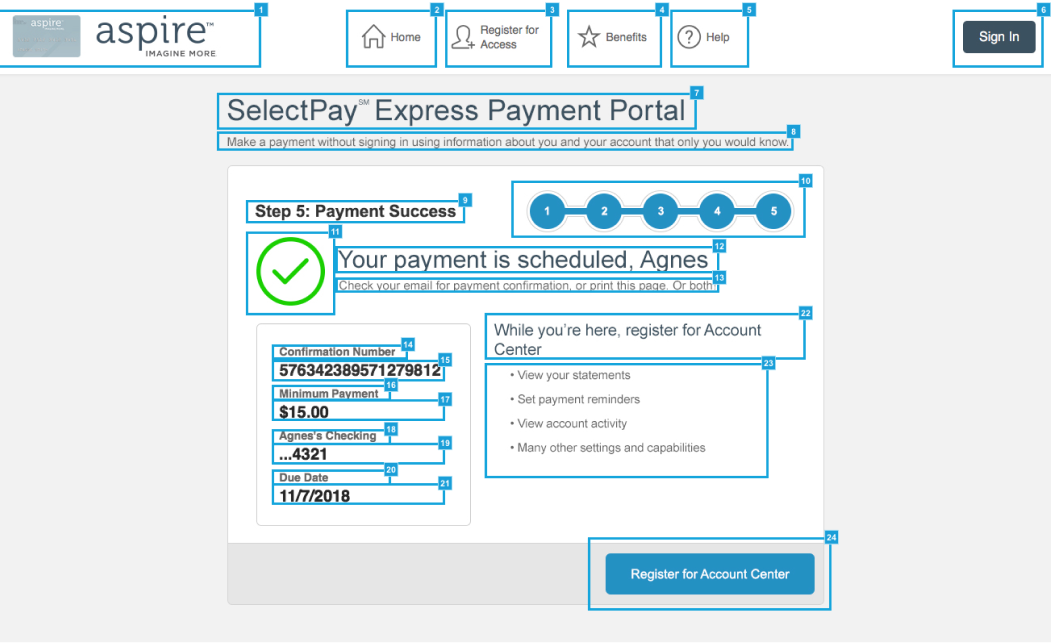 1
2
3
4
5
6
aspire
aspire™
IMAGINE MORE
Home
Register for
Access
Benefits
Help
Sign In
7
SelectPay℠ Express Payment Portal
8
Make a payment without signing in using information about you and your account that only you would know.
9
10
Step 5: Payment Success
1
2
3
4
5
11
12
Your payment is scheduled, Agnes
13
Check your email for payment confirmation, or print this page. Or both
14
Confirmation Number
15
576342389571279812
16
Minimum Payment
17
$15.00
18
Agnes's Checking
19
...4321
20
Due Date
21
11/7/2018
22
While you're here, register for Account
Center
23
• View your statements
• Set payment reminders
• View account activity
• Many other settings and capabilities
24
Register for Account Center